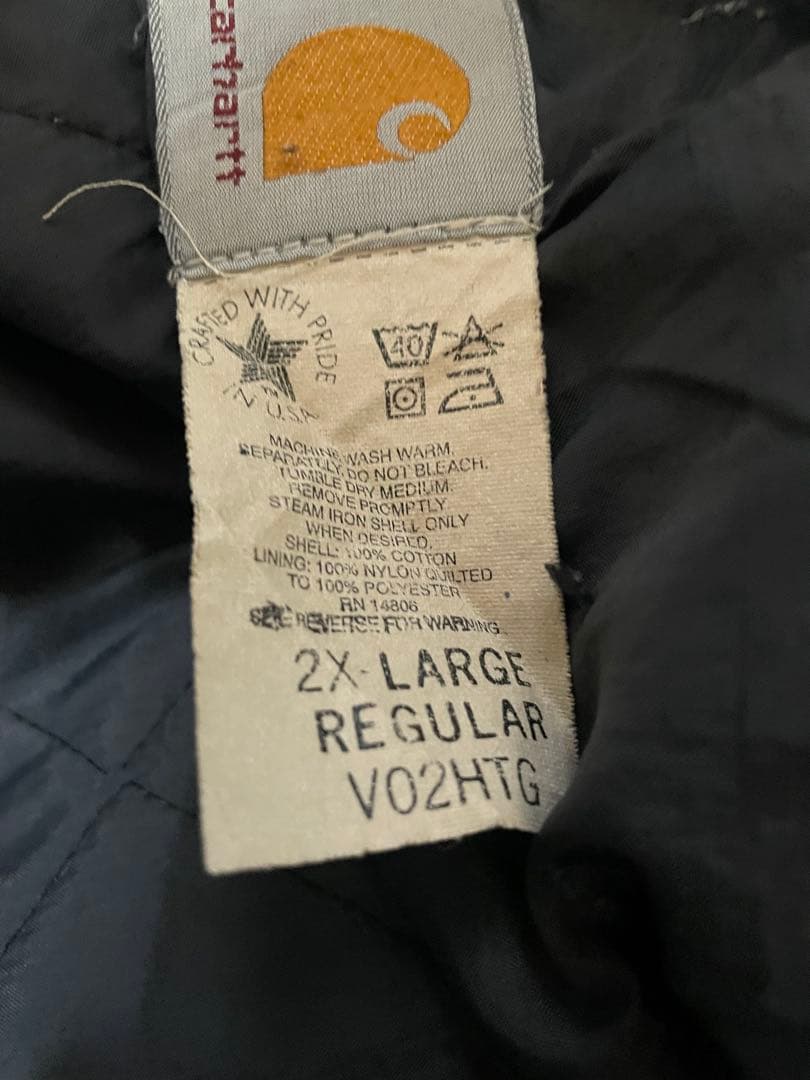 carhartt
CRAFTED WITH PRIDE
IN U.S.A
40
MACHINE WASH WARM.
SEPARATELY, DO NOT BLEACH.
TUMBLE DRY MEDIUM.
REMOVE PROMPTLY
STEAM IRON SHELL ONLY
WHEN DESIRED.
SHELL: 100% COTTON
LINING: 100% NYLON QUILTED
TO 100% POLYESTER
RN 14806
SEE REVERSE FOR WARNING
2X-LARGE
REGULAR
V02HTG